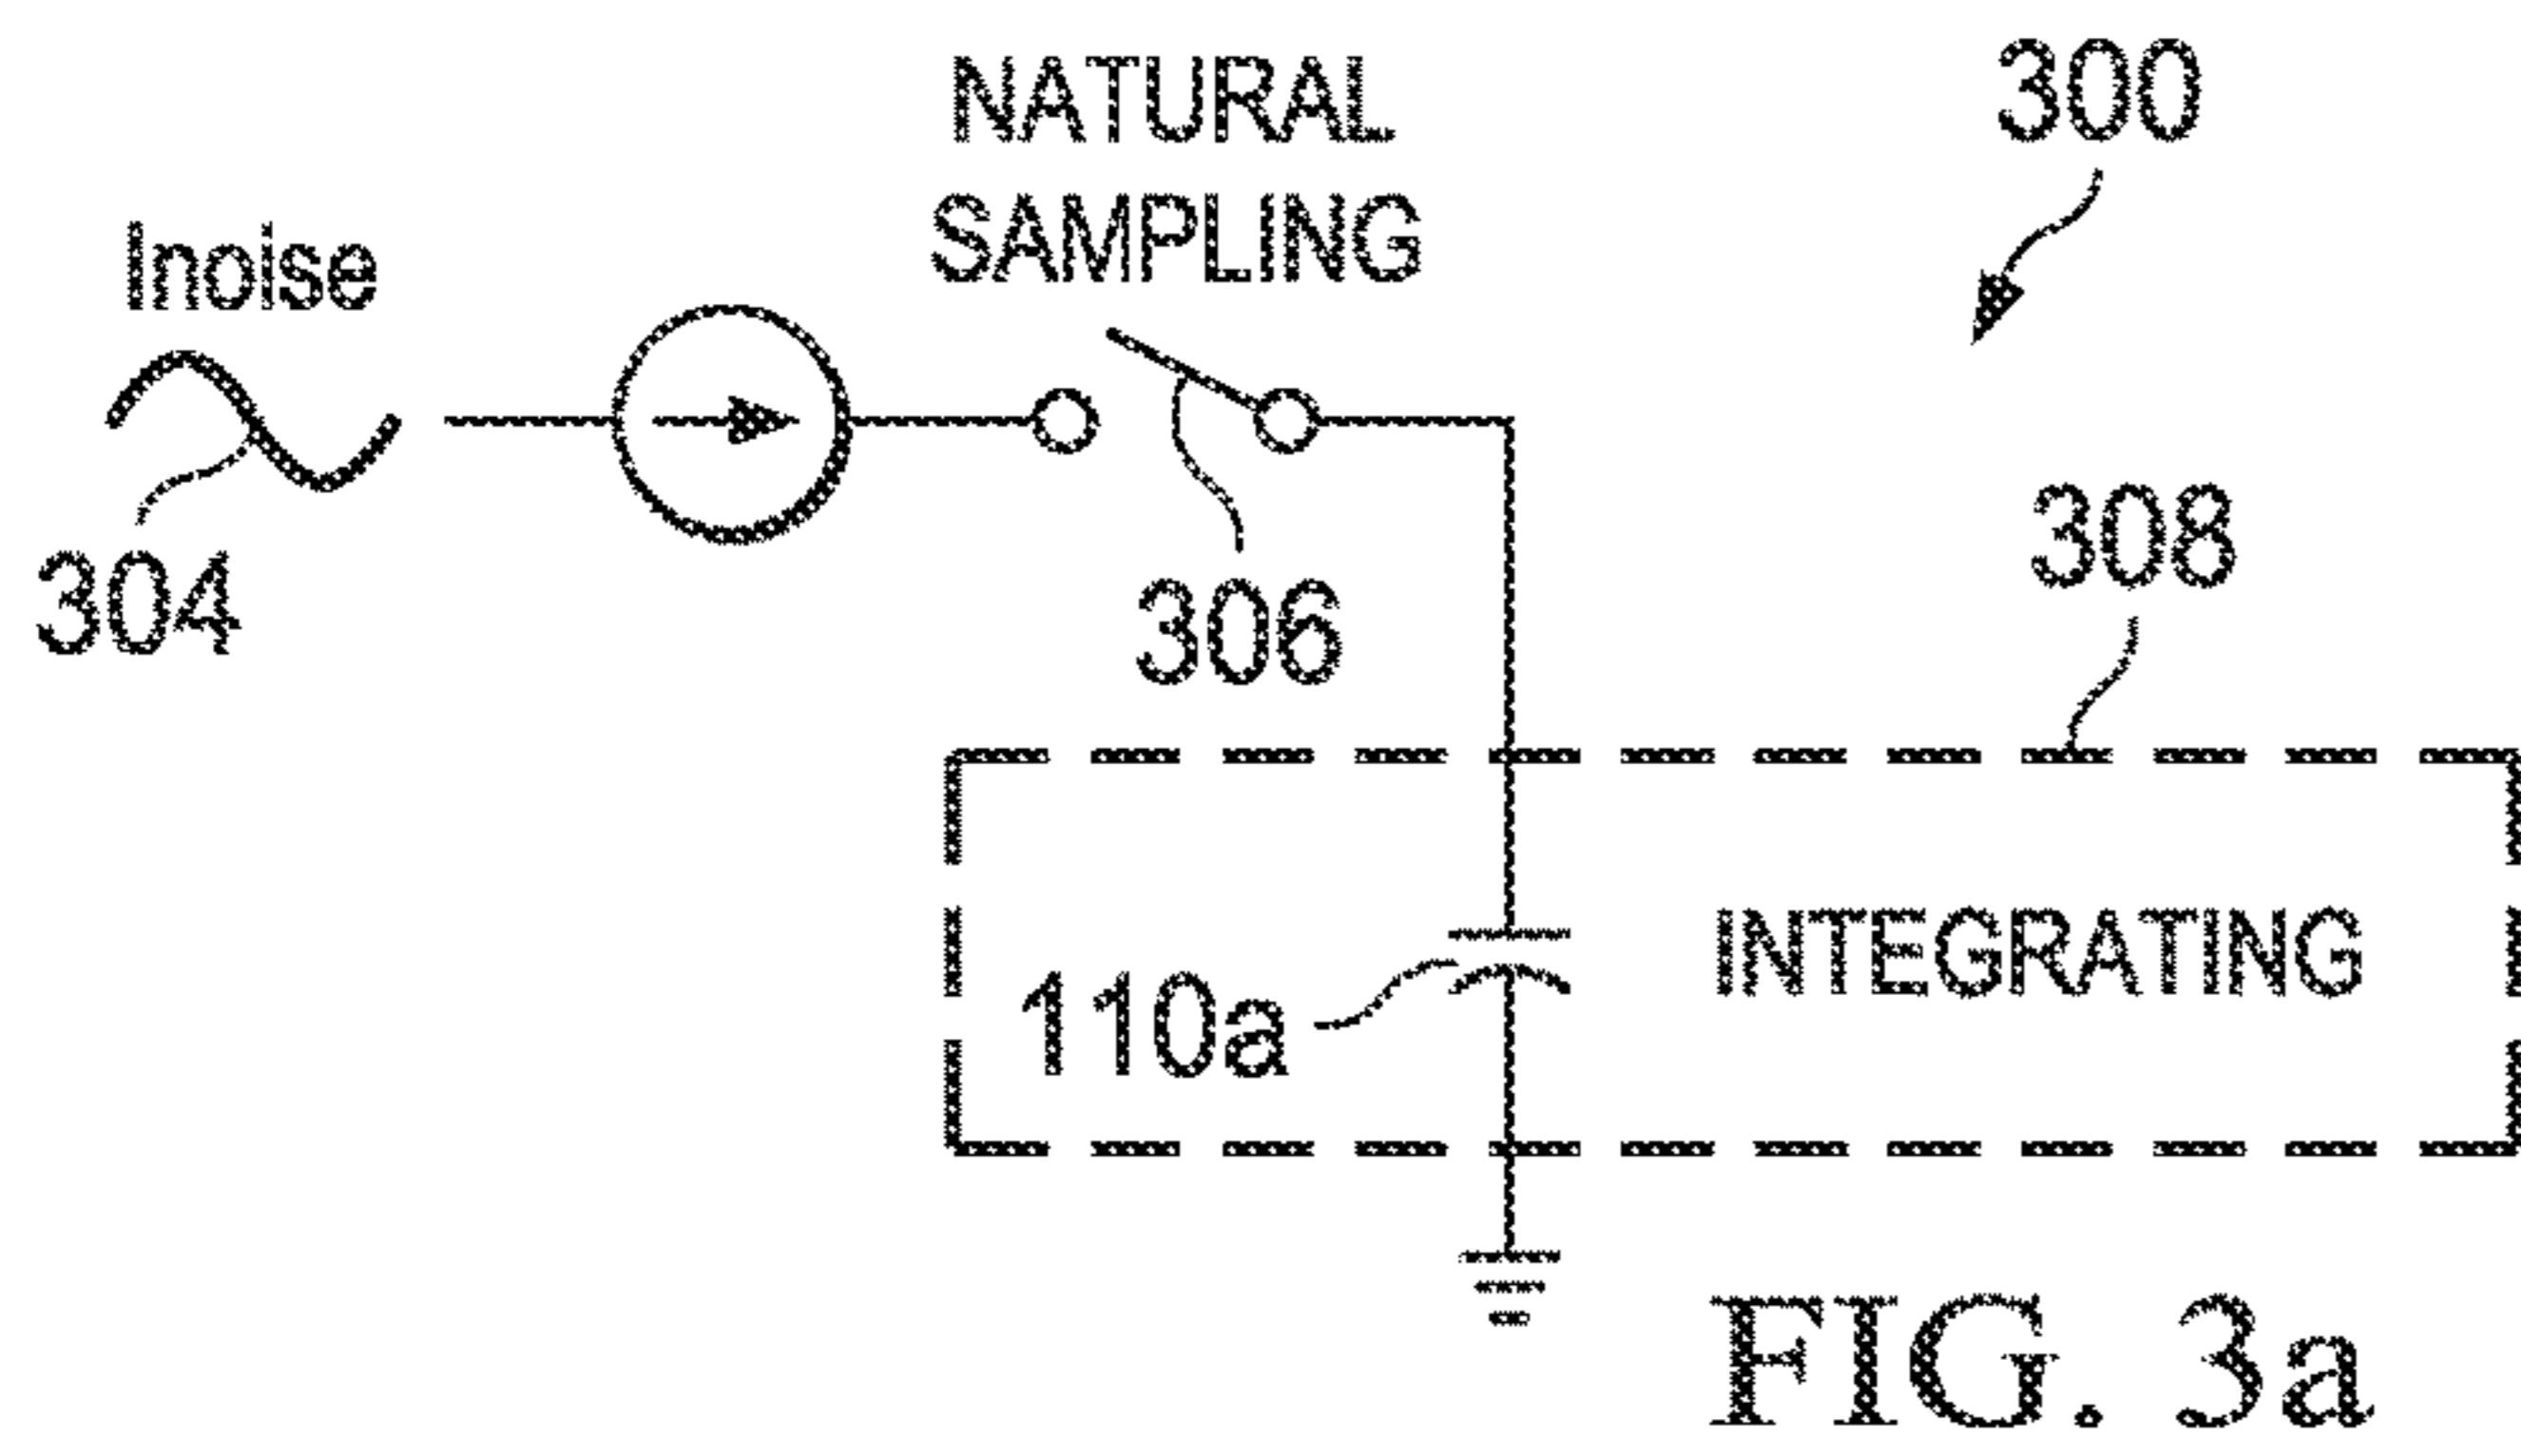 NATURAL
SAMPLING
300
Inoise
304
306
308
110a
INTEGRATING
FIG. 3a